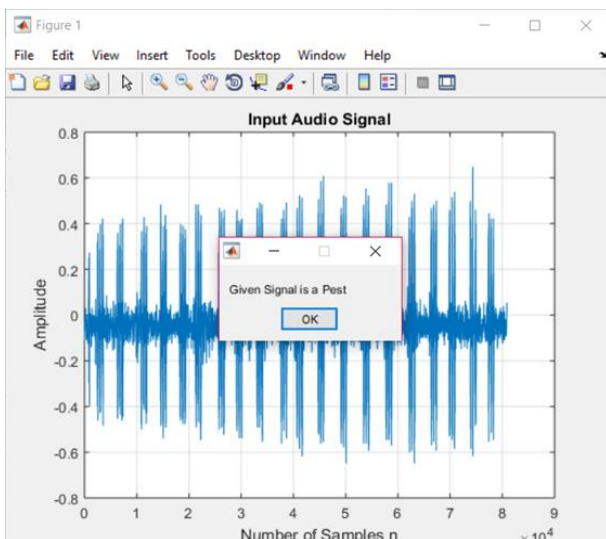 Figure 1
File Edit View Insert Tools Desktop Window Help
Input Audio Signal
0.8
0.6
0.4
0.2
0
-0.2
-0.4
-0.6
-0.8
Amplitude
Given Signal is a Pest
OK
0 1 2 3 4 5 6 7 8 9
Number of Samples n
×10⁴